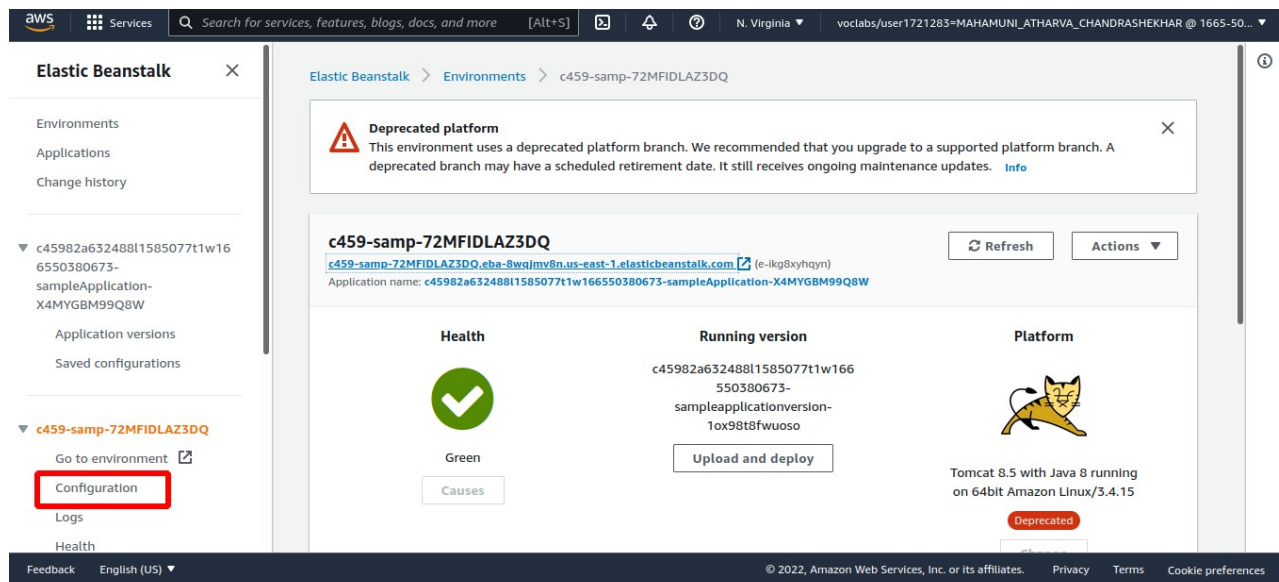 aws
Services
Search for services, features, blogs, docs, and more
[Alt+S]
N. Virginia
voclabs/user1721283=MAHAMUNI_ATHARVA_CHANDRASHEKHAR @ 1665-50...
Elastic Beanstalk
Environments
Applications
Change history
c45982a632488l1585077t1w16
6550380673-
sampleApplication-
X4MYGBM99Q8W
Application versions
Saved configurations
c459-samp-72MFIDLAZ3DQ
Go to environment
Configuration
Logs
Health
Elastic Beanstalk
Environments
c459-samp-72MFIDLAZ3DQ
Deprecated platform
This environment uses a deprecated platform branch. We recommended that you upgrade to a supported platform branch. A
deprecated branch may have a scheduled retirement date. It still receives ongoing maintenance updates. Info
c459-samp-72MFIDLAZ3DQ
c459-samp-72MFIDLAZ3DQ.eba-8wqjmv8n.us-east-1.elasticbeanstalk.com (e-ikg8xyhqyn)
Application name: c45982a632488l1585077t1w166550380673-sampleApplication-X4MYGBM99Q8W
Refresh
Actions
Health
Green
Causes
Running version
c45982a632488l1585077t1w166
550380673-
sampleapplicationversion-
1ox98t8fwuoso
Upload and deploy
Platform
Tomcat 8.5 with Java 8 running
on 64bit Amazon Linux/3.4.15
Deprecated
Feedback
English (US)
© 2022, Amazon Web Services, Inc. or its affiliates.
Privacy
Terms
Cookie preferences